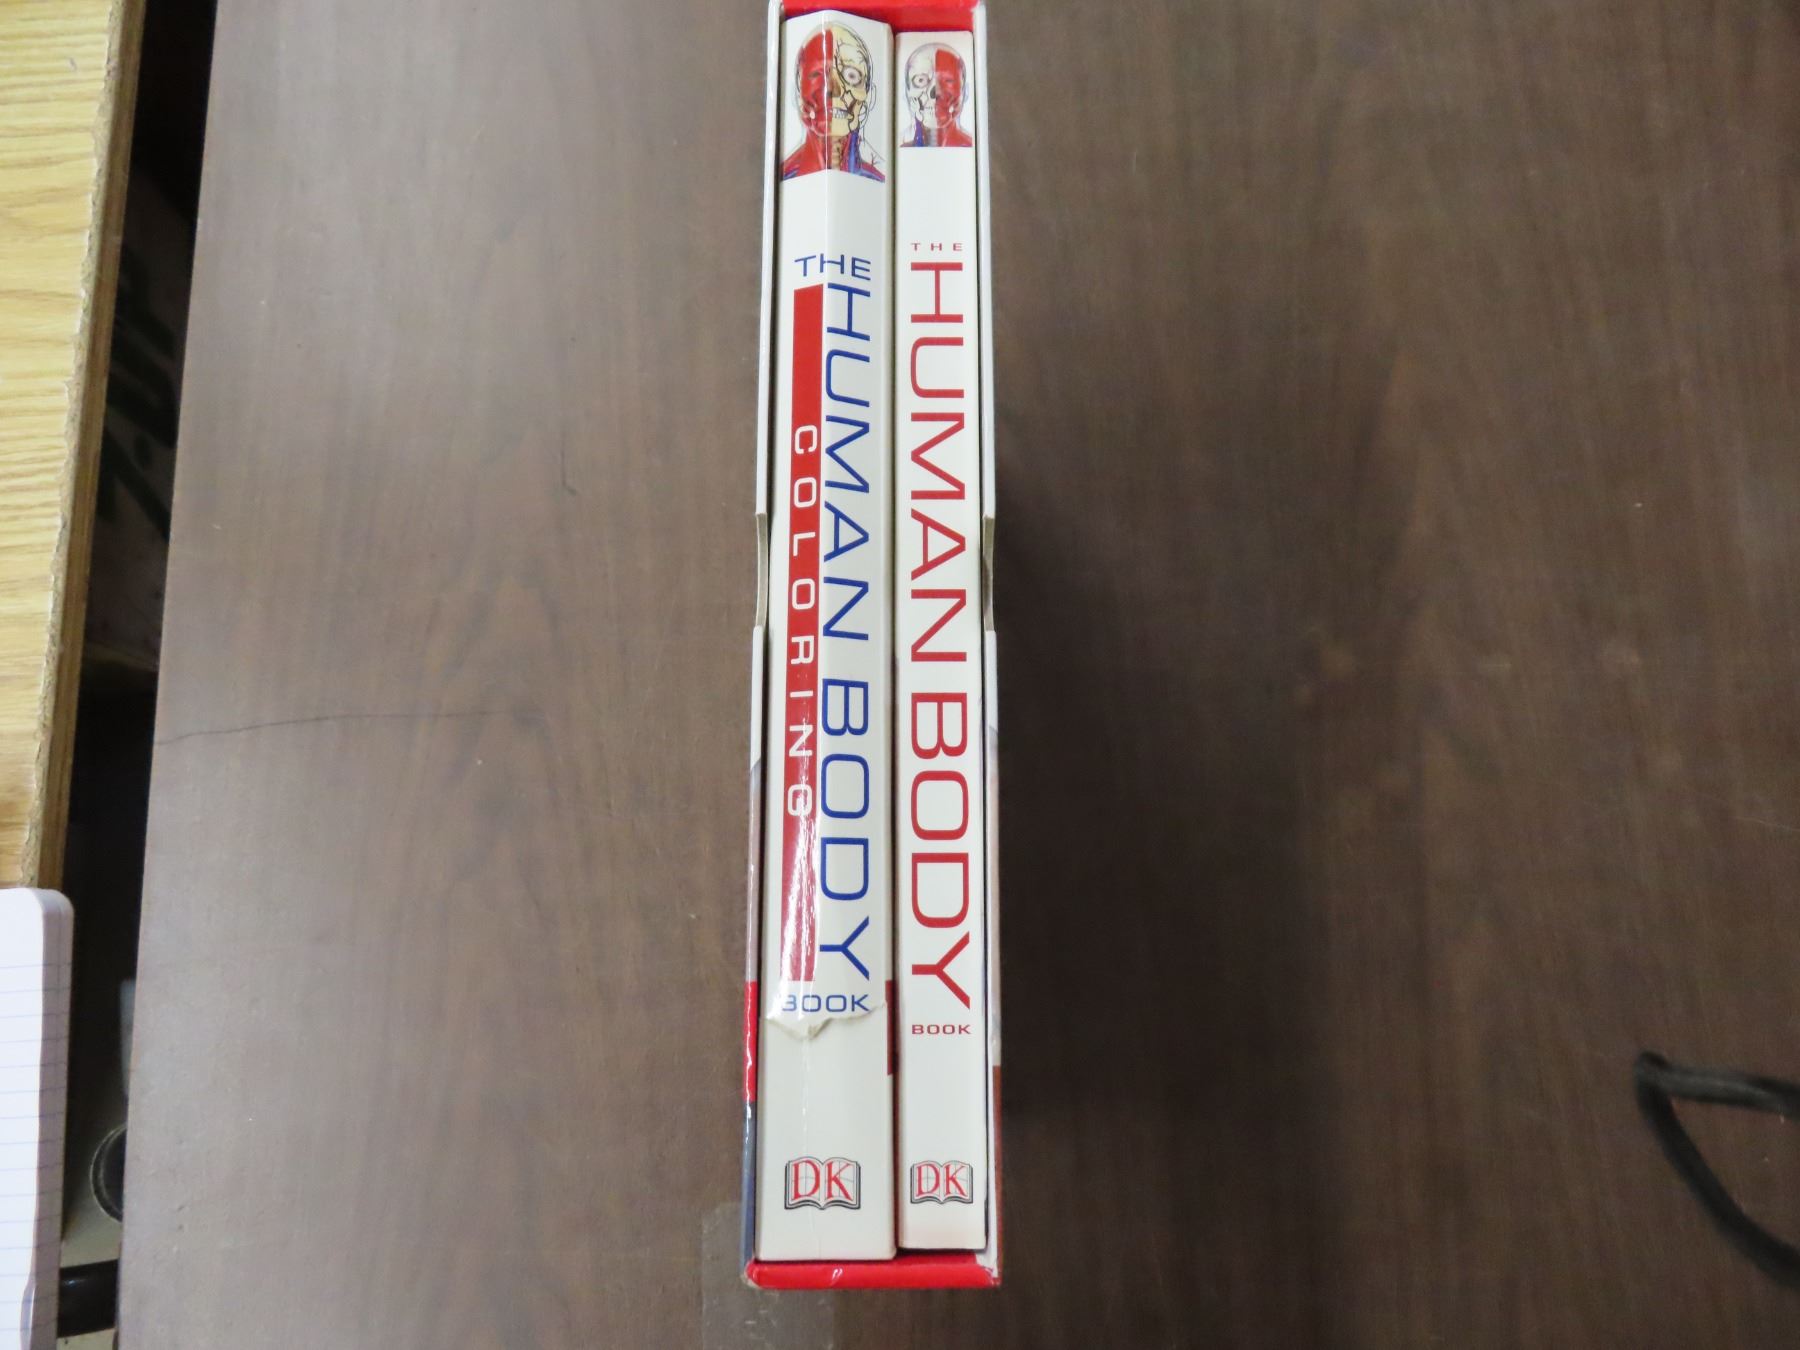 THE
HUMAN BODY
COLORING
BOOK
DK
THE
HUMAN BODY
BOOK
DK